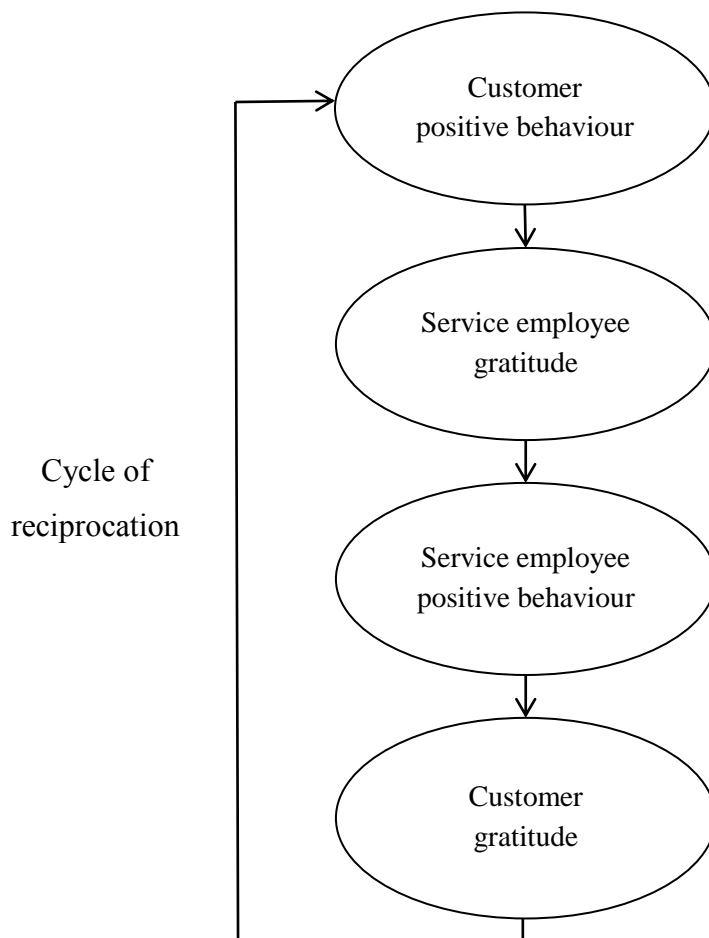 Customer
positive behaviour
Service employee
gratitude
Cycle of
reciprocation
Service employee
positive behaviour
Customer
gratitude